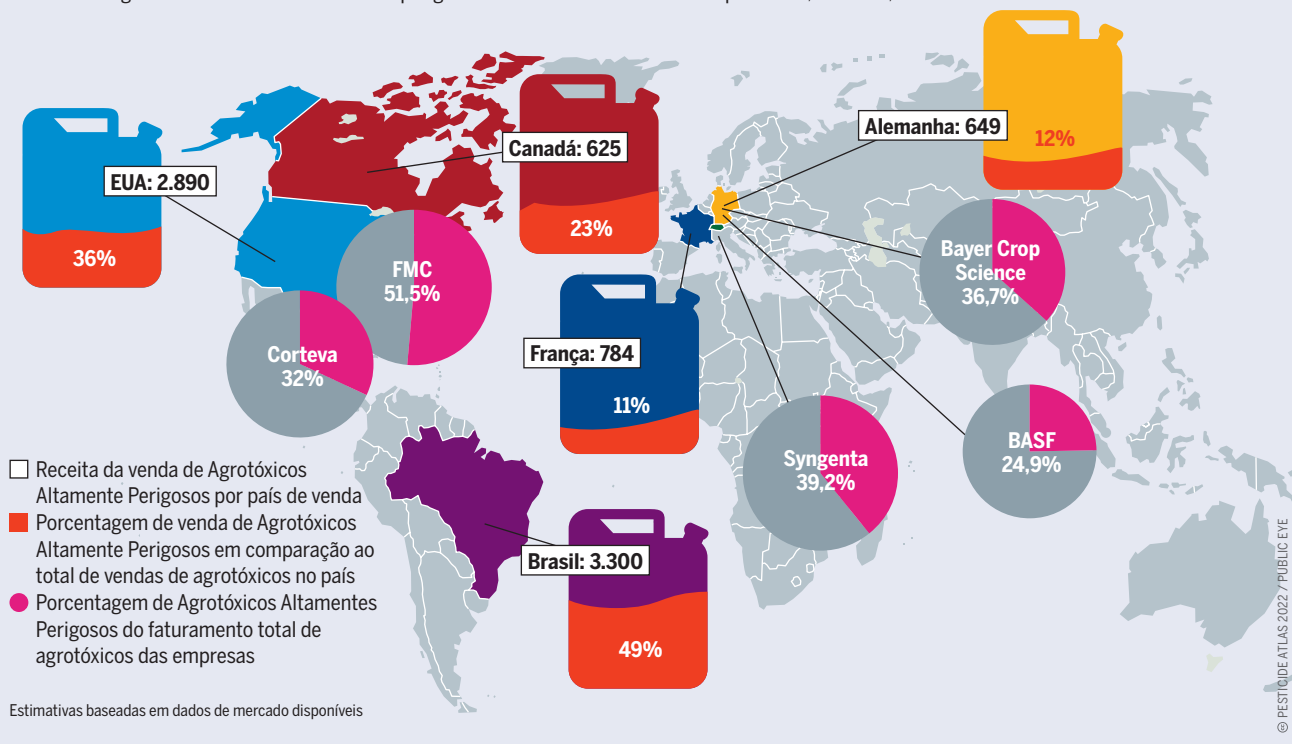 Alemanha: 649
12%
Canadá: 625
23%
EUA: 2.890
36%
FMC
51,5%
Corteva
32%
Bayer Crop
Science
36,7%
França: 784
11%
Syngenta
39,2%
BASF
24,9%
Brasil: 3.300
49%
Receita da venda de Agrotóxicos
Altamente Perigosos por país de venda
Porcentagem de venda de Agrotóxicos
Altamente Perigosos em comparação ao
total de vendas de agrotóxicos no país
Porcentagem de Agrotóxicos Altamentes
Perigosos do faturamento total de
agrotóxicos das empresas
Estimativas baseadas em dados de mercado disponíveis
© PESTICIDE ATLAS 2022 / PUBLIC EYE